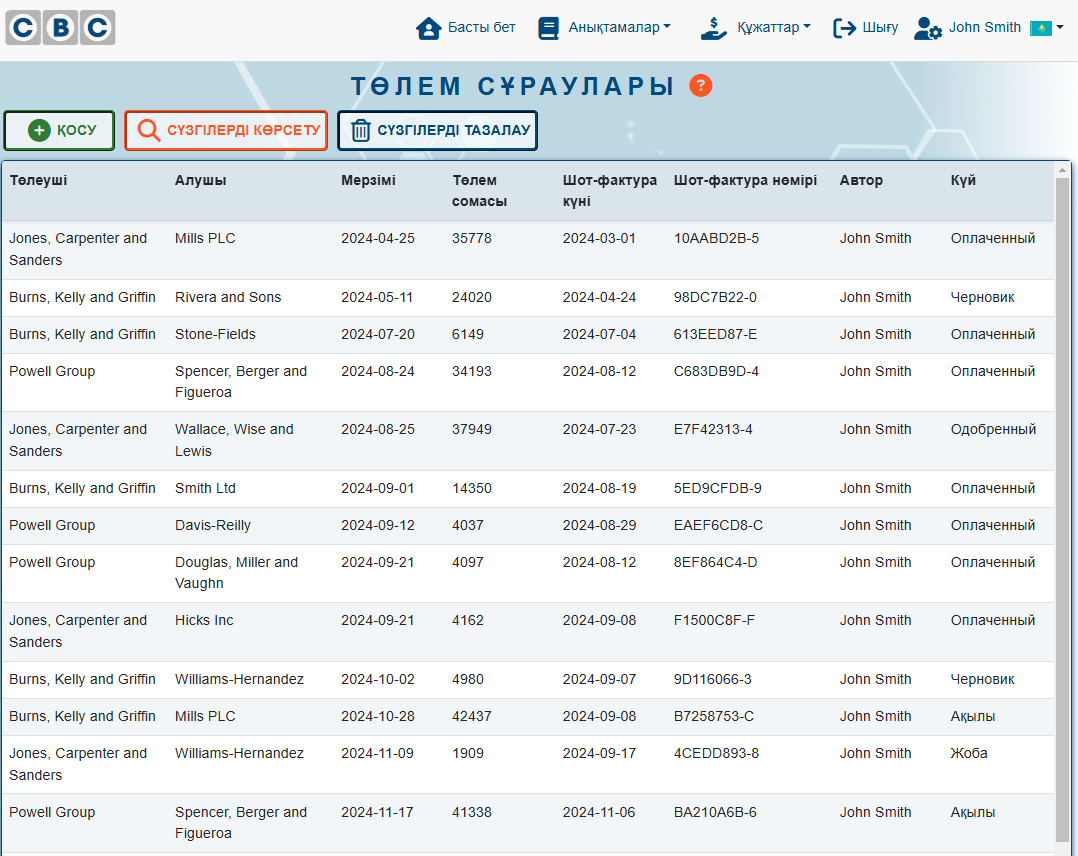 CBC
Басты бет Анықтамалар Құжаттар Шығу John Smith
ТӨЛЕМ СҰРАУЛАРЫ ?
ҚОСУ СҮЗГІЛЕРДІ КӨРСЕТУ СҮЗГІЛЕРДІ ТАЗАЛАУ
Төлеуші Алушы Мерзімі Төлем Шот-фактура Шот-фактура нөмірі Автор Күй
сомасы күні
Jones, Carpenter and Mills PLC 2024-04-25 35778 2024-03-01 10AABD2B-5 John Smith Оплаченный
Sanders
Burns, Kelly and Griffin Rivera and Sons 2024-05-11 24020 2024-04-24 98DC7B22-0 John Smith Черновик
Burns, Kelly and Griffin Stone-Fields 2024-07-20 6149 2024-07-04 613EED87-E John Smith Оплаченный
Powell Group Spencer, Berger and 2024-08-24 34193 2024-08-12 C683DB9D-4 John Smith Оплаченный
Figueroa
Jones, Carpenter and Wallace, Wise and 2024-08-25 37949 2024-07-23 E7F42313-4 John Smith Одобренный
Sanders Lewis
Burns, Kelly and Griffin Smith Ltd 2024-09-01 14350 2024-08-19 5ED9CFDB-9 John Smith Оплаченный
Powell Group Davis-Reilly 2024-09-12 4037 2024-08-29 EAEF6CD8-C John Smith Оплаченный
Powell Group Douglas, Miller and 2024-09-21 4097 2024-08-12 8EF864C4-D John Smith Оплаченный
Vaughn
Jones, Carpenter and Hicks Inc 2024-09-21 4162 2024-09-08 F1500C8F-F John Smith Оплаченный
Sanders
Burns, Kelly and Griffin Williams-Hernandez 2024-10-02 4980 2024-09-07 9D116066-3 John Smith Черновик
Burns, Kelly and Griffin Mills PLC 2024-10-28 42437 2024-09-08 B7258753-C John Smith Ақылы
Jones, Carpenter and Williams-Hernandez 2024-11-09 1909 2024-09-17 4CEDD893-8 John Smith Жоба
Sanders
Powell Group Spencer, Berger and 2024-11-17 41338 2024-11-06 BA210A6B-6 John Smith Ақылы
Figueroa